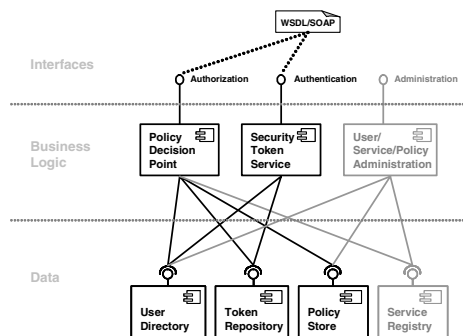 WSDL/SOAP
Interfaces
Authorization
Authentication
Administration
Business
Logic
Policy
Decision
Point
Security
Token
Service
User/
Service/Policy
Administration
Data
User
Directory
Token
Repository
Policy
Store
Service
Registry